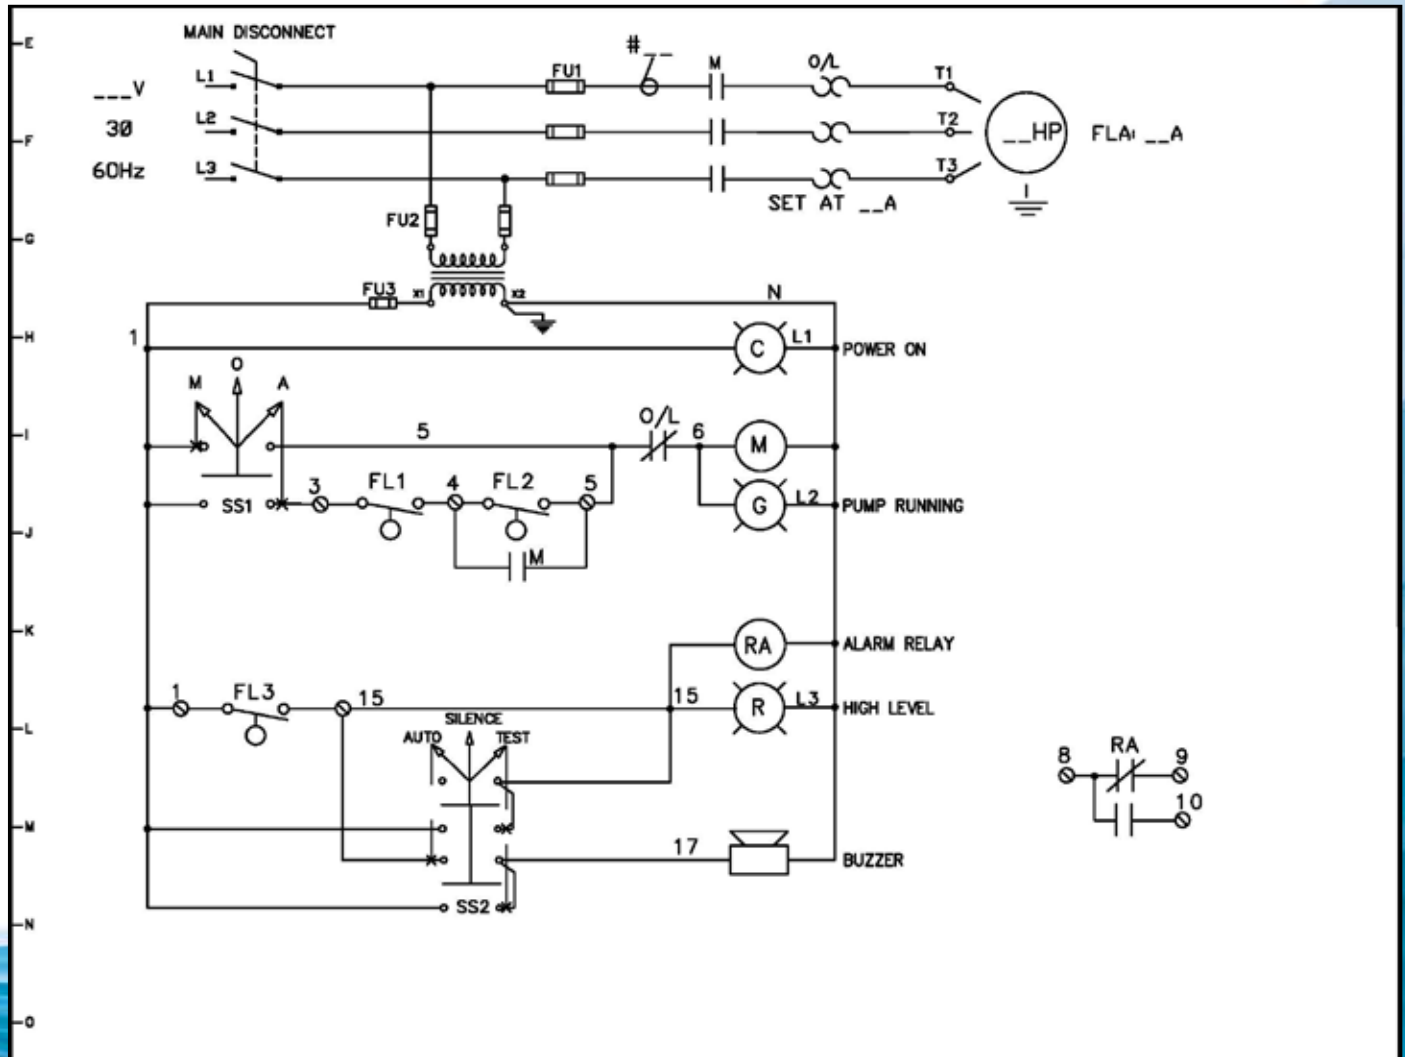 E
MAIN DISCONNECT
#__
FU1
M
O/L
T1
L1
___V
L2
T2
3Ø
__HP
FLA: __A
F
L3
T3
60Hz
SET AT __A
FU2
G
FU3
X1
X2
N
H
1
C
L1
POWER ON
M
O
A
I
5
O/L
6
M
3
FL1
4
FL2
5
SS1
G
L2
PUMP RUNNING
J
M
K
RA
ALARM RELAY
1
FL3
15
15
R
L3
HIGH LEVEL
L
SILENCE
AUTO
TEST
8
RA
9
10
M
17
BUZZER
SS2
N
O